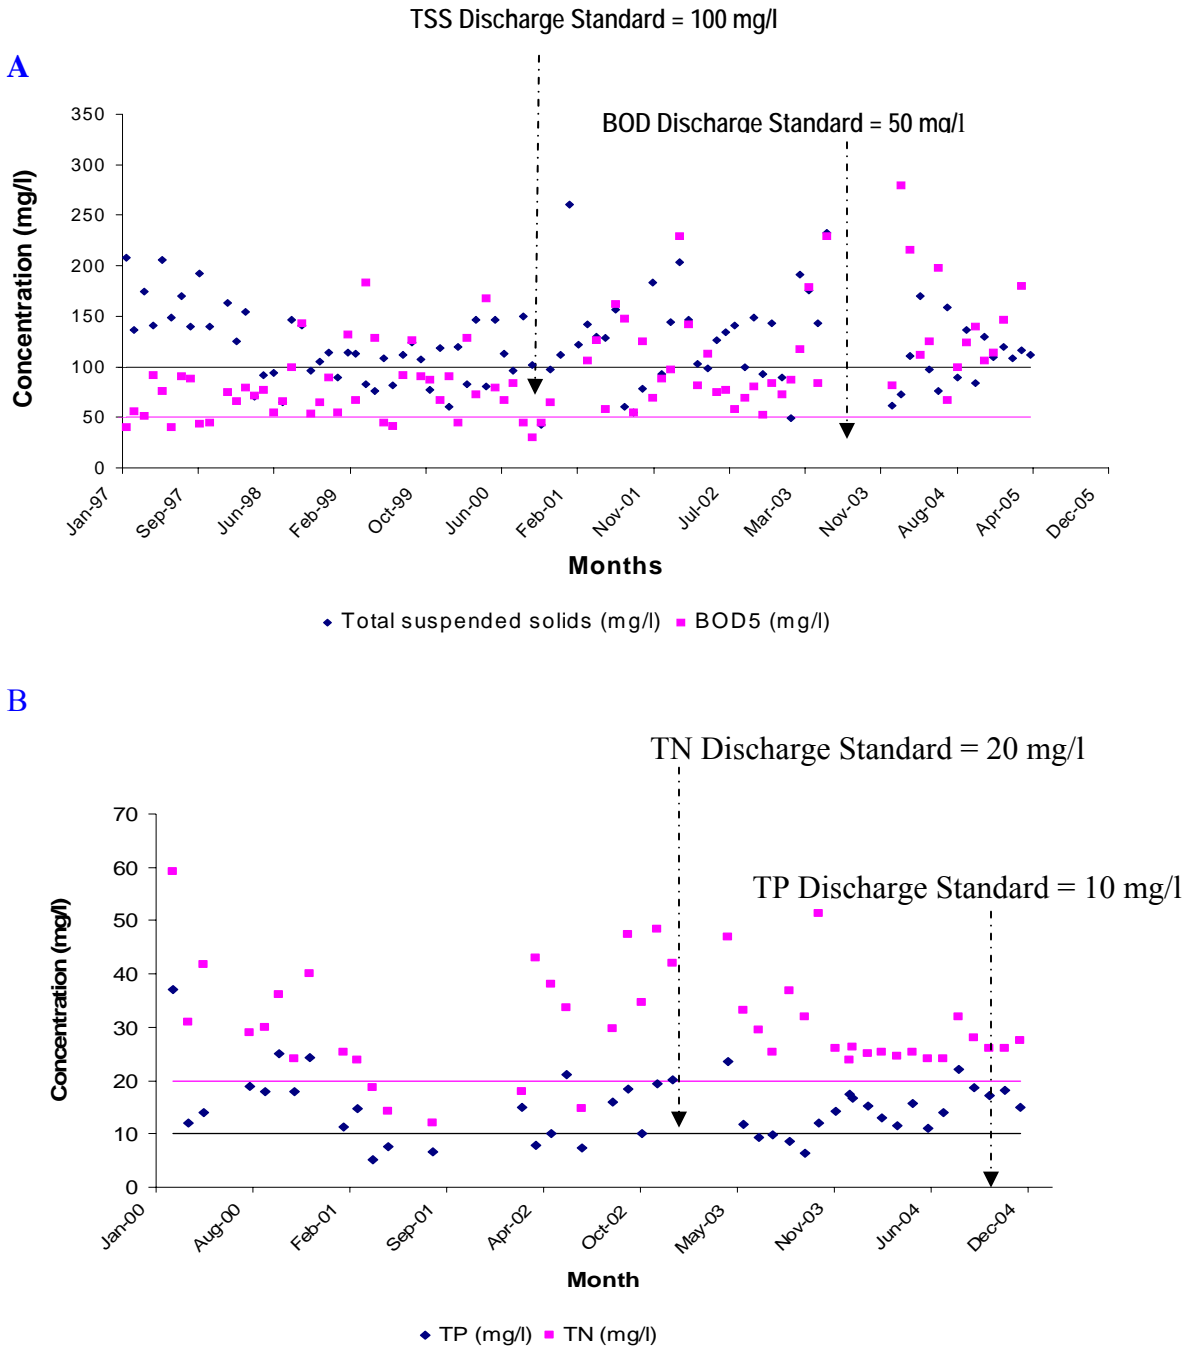 TSS Discharge Standard = 100 mg/l
A
BOD Discharge Standard = 50 mg/l
350
300
250
200
150
100
50
0
Concentration (mg/l)
Jan-97
Sep-97
Jun-98
Feb-99
Oct-99
Jun-00
Feb-01
Nov-01
Jul-02
Mar-03
Nov-03
Aug-04
Apr-05
Dec-05
Months
Total suspended solids (mg/l)
BOD5 (mg/l)
B
TN Discharge Standard = 20 mg/l
TP Discharge Standard = 10 mg/l
70
60
50
40
30
20
10
0
Concentration (mg/l)
Jan-00
Aug-00
Feb-01
Sep-01
Apr-02
Oct-02
May-03
Nov-03
Jun-04
Dec-04
Month
TP (mg/l)
TN (mg/l)